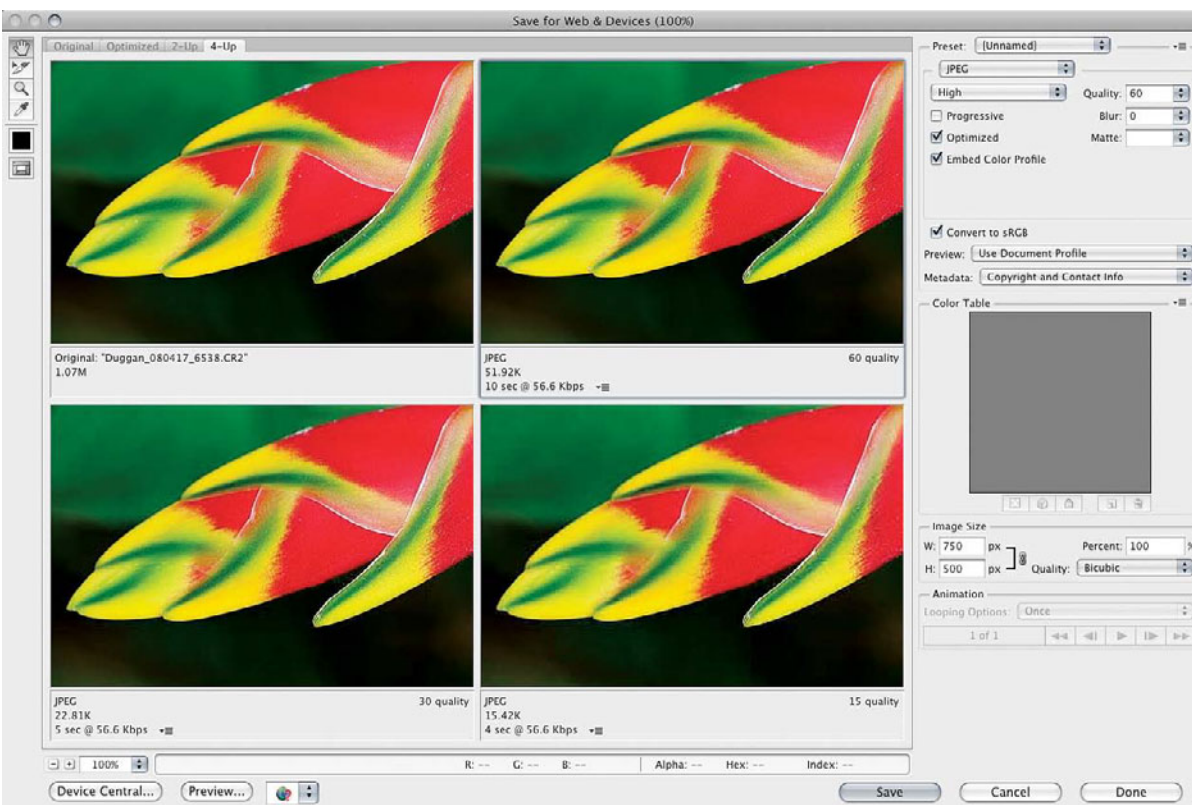 Save for Web & Devices (100%)
Original Optimized 2-Up 4-Up
Original: "Duggan_080417_6538.CR2"
1.07M
JPEG 60 quality
51.92K
10 sec @ 56.6 Kbps
JPEG 30 quality
22.81K
5 sec @ 56.6 Kbps
JPEG 15 quality
15.42K
4 sec @ 56.6 Kbps
Preset: [Unnamed]
JPEG
High Quality: 60
Progressive Blur: 0
Optimized Matte:
Embed Color Profile
Convert to sRGB
Preview: Use Document Profile
Metadata: Copyright and Contact Info
Color Table
Image Size
W: 750 px Percent: 100 %
H: 500 px Quality: Bicubic
Animation
Looping Options: Once
1 of 1
100% R: -- G: -- B: -- Alpha: -- Hex: -- Index: --
Device Central... Preview... Save Cancel Done